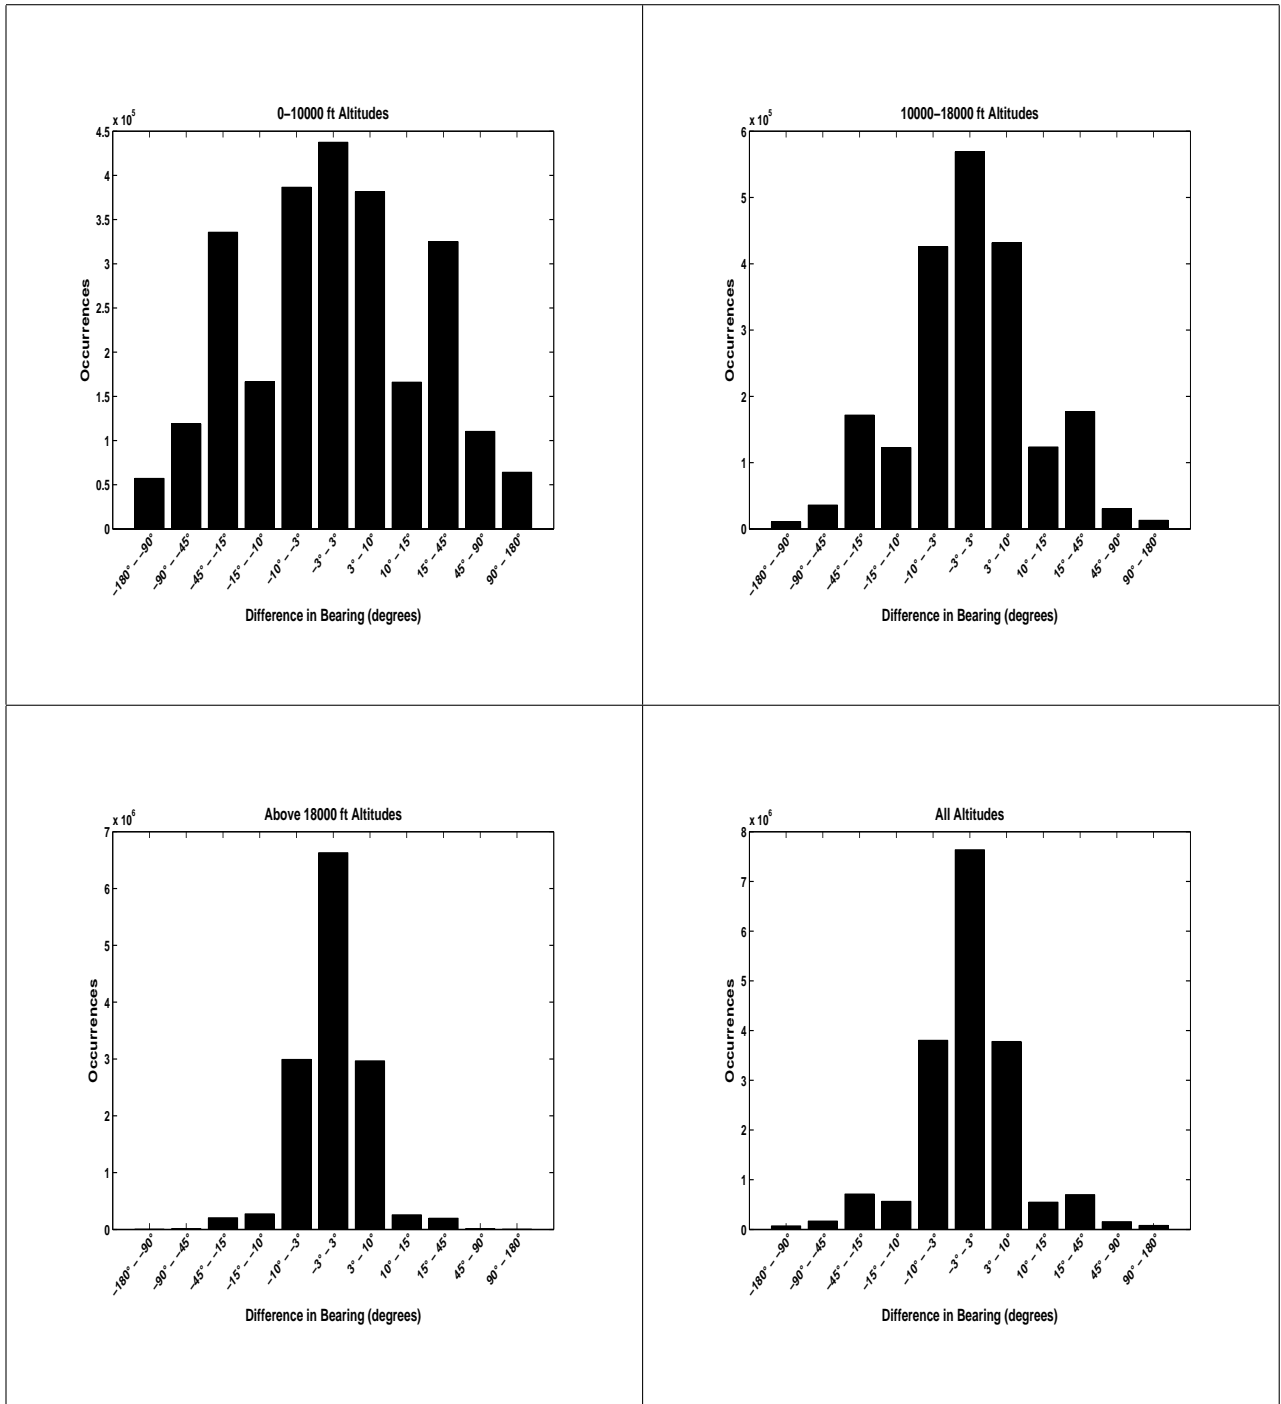 0–10000 ft Altitudes
x 10^5
4.5
4
3.5
3
2.5
2
1.5
1
0.5
0
Occurrences
–180° – –90°
–90° – –45°
–45° – –15°
–15° – –10°
–10° – –3°
–3° – 3°
3° – 10°
10° – 15°
15° – 45°
45° – 90°
90° – 180°
Difference in Bearing (degrees)
10000–18000 ft Altitudes
x 10^5
6
5
4
3
2
1
0
Occurrences
–180° – –90°
–90° – –45°
–45° – –15°
–15° – –10°
–10° – –3°
–3° – 3°
3° – 10°
10° – 15°
15° – 45°
45° – 90°
90° – 180°
Difference in Bearing (degrees)
Above 18000 ft Altitudes
x 10^6
7
6
5
4
3
2
1
0
Occurrences
–180° – –90°
–90° – –45°
–45° – –15°
–15° – –10°
–10° – –3°
–3° – 3°
3° – 10°
10° – 15°
15° – 45°
45° – 90°
90° – 180°
Difference in Bearing (degrees)
All Altitudes
x 10^6
8
7
6
5
4
3
2
1
0
Occurrences
–180° – –90°
–90° – –45°
–45° – –15°
–15° – –10°
–10° – –3°
–3° – 3°
3° – 10°
10° – 15°
15° – 45°
45° – 90°
90° – 180°
Difference in Bearing (degrees)